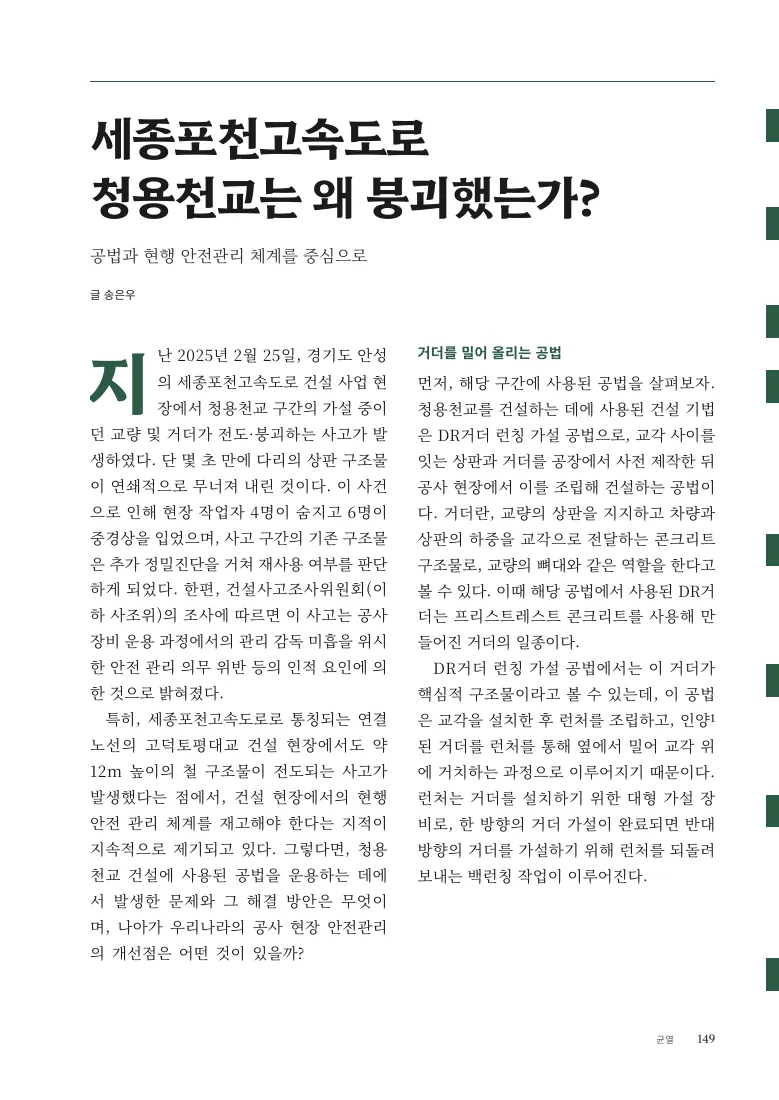 세종포천고속도로
청용천교는 왜 붕괴했는가?
공법과 현행 안전관리 체계를 중심으로
글 송은우
지난 2025년 2월 25일, 경기도 안성
의 세종포천고속도로 건설 사업 현
장에서 청용천교 구간의 가설 중이
던 교량 및 거더가 전도·붕괴하는 사고가 발
생하였다. 단 몇 초 만에 다리의 상판 구조물
이 연쇄적으로 무너져 내린 것이다. 이 사건
으로 인해 현장 작업자 4명이 숨지고 6명이
중경상을 입었으며, 사고 구간의 기존 구조물
은 추가 정밀진단을 거쳐 재사용 여부를 판단
하게 되었다. 한편, 건설사고조사위원회(이
하 사조위)의 조사에 따르면 이 사고는 공사
장비 운용 과정에서의 관리 감독 미흡을 위시
한 안전 관리 의무 위반 등의 인적 요인에 의
한 것으로 밝혀졌다.
특히, 세종포천고속도로로 통칭되는 연결
노선의 고덕토평대교 건설 현장에서도 약
12m 높이의 철 구조물이 전도되는 사고가
발생했다는 점에서, 건설 현장에서의 현행
안전 관리 체계를 재고해야 한다는 지적이
지속적으로 제기되고 있다. 그렇다면, 청용
천교 건설에 사용된 공법을 운용하는 데에
서 발생한 문제와 그 해결 방안은 무엇이
며, 나아가 우리나라의 공사 현장 안전관리
의 개선점은 어떤 것이 있을까?
거더를 밀어 올리는 공법
먼저, 해당 구간에 사용된 공법을 살펴보자.
청용천교를 건설하는 데에 사용된 건설 기법
은 DR거더 런칭 가설 공법으로, 교각 사이를
잇는 상판과 거더를 공장에서 사전 제작한 뒤
공사 현장에서 이를 조립해 건설하는 공법이
다. 거더란, 교량의 상판을 지지하고 차량과
상판의 하중을 교각으로 전달하는 콘크리트
구조물로, 교량의 뼈대와 같은 역할을 한다고
볼 수 있다. 이때 해당 공법에서 사용된 DR거
더는 프리스트레스트 콘크리트를 사용해 만
들어진 거더의 일종이다.
DR거더 런칭 가설 공법에서는 이 거더가
핵심적 구조물이라고 볼 수 있는데, 이 공법
은 교각을 설치한 후 런처를 조립하고, 인양¹
된 거더를 런처를 통해 옆에서 밀어 교각 위
에 거치하는 과정으로 이루어지기 때문이다.
런처는 거더를 설치하기 위한 대형 가설 장
비로, 한 방향의 거더 가설이 완료되면 반대
방향의 거더를 가설하기 위해 런처를 되돌려
보내는 백런칭 작업이 이루어진다.
균열 149